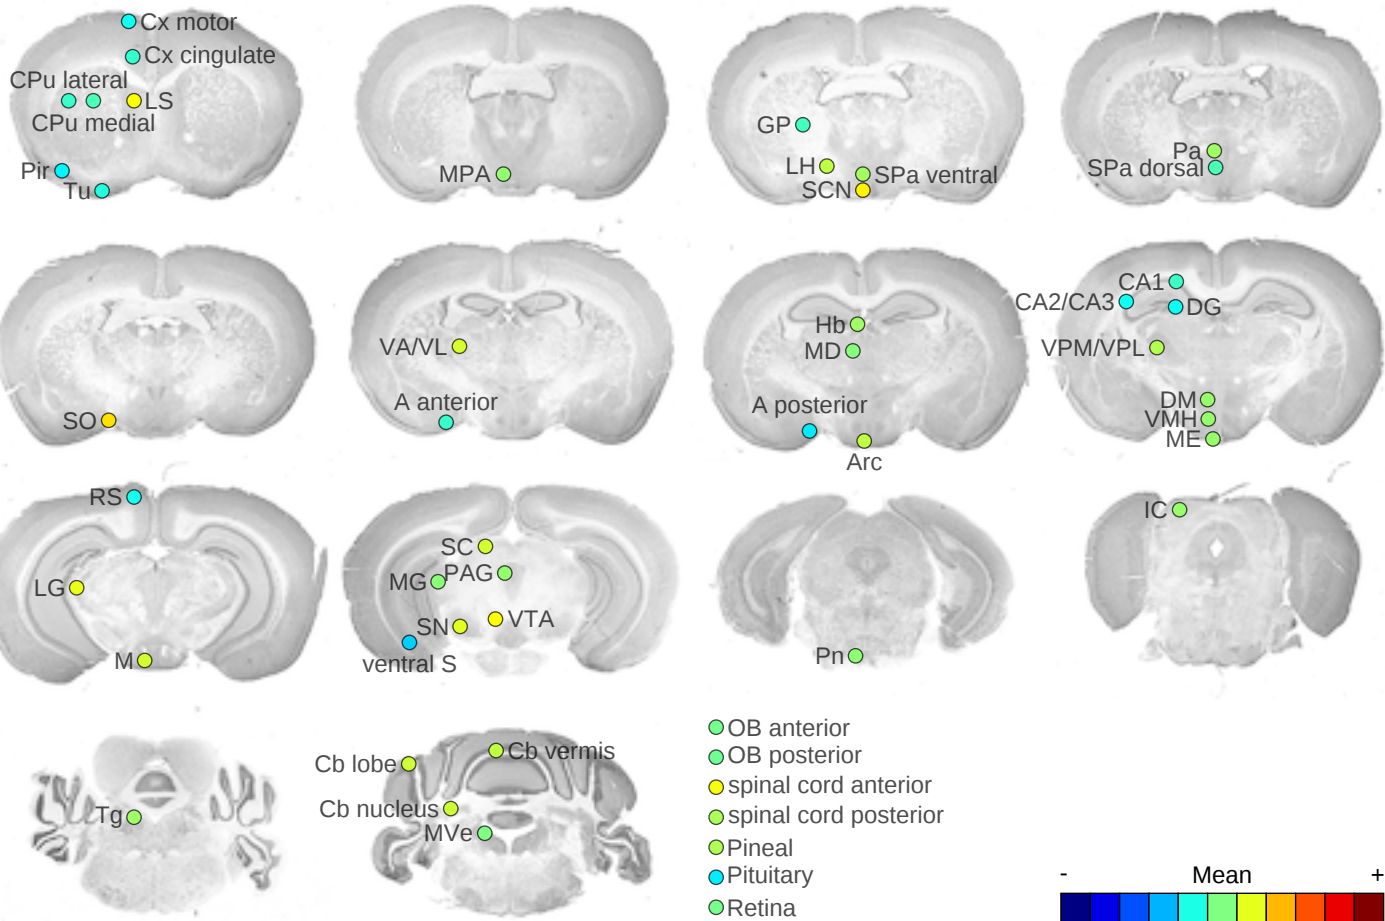 Cx motor
Cx cingulate
CPu lateral
LS
CPu medial
Pir
Tu
MPA
GP
LH
SPa ventral
SCN
Pa
SPa dorsal
SO
VA/VL
A anterior
Hb
MD
A posterior
Arc
CA1
CA2/CA3
DG
VPM/VPL
DM
VMH
ME
RS
LG
M
SC
MG
PAG
SN
VTA
ventral S
Pn
IC
Tg
Cb lobe
Cb vermis
Cb nucleus
MVe
OB anterior
OB posterior
spinal cord anterior
spinal cord posterior
Pineal
Pituitary
Retina
- Mean +